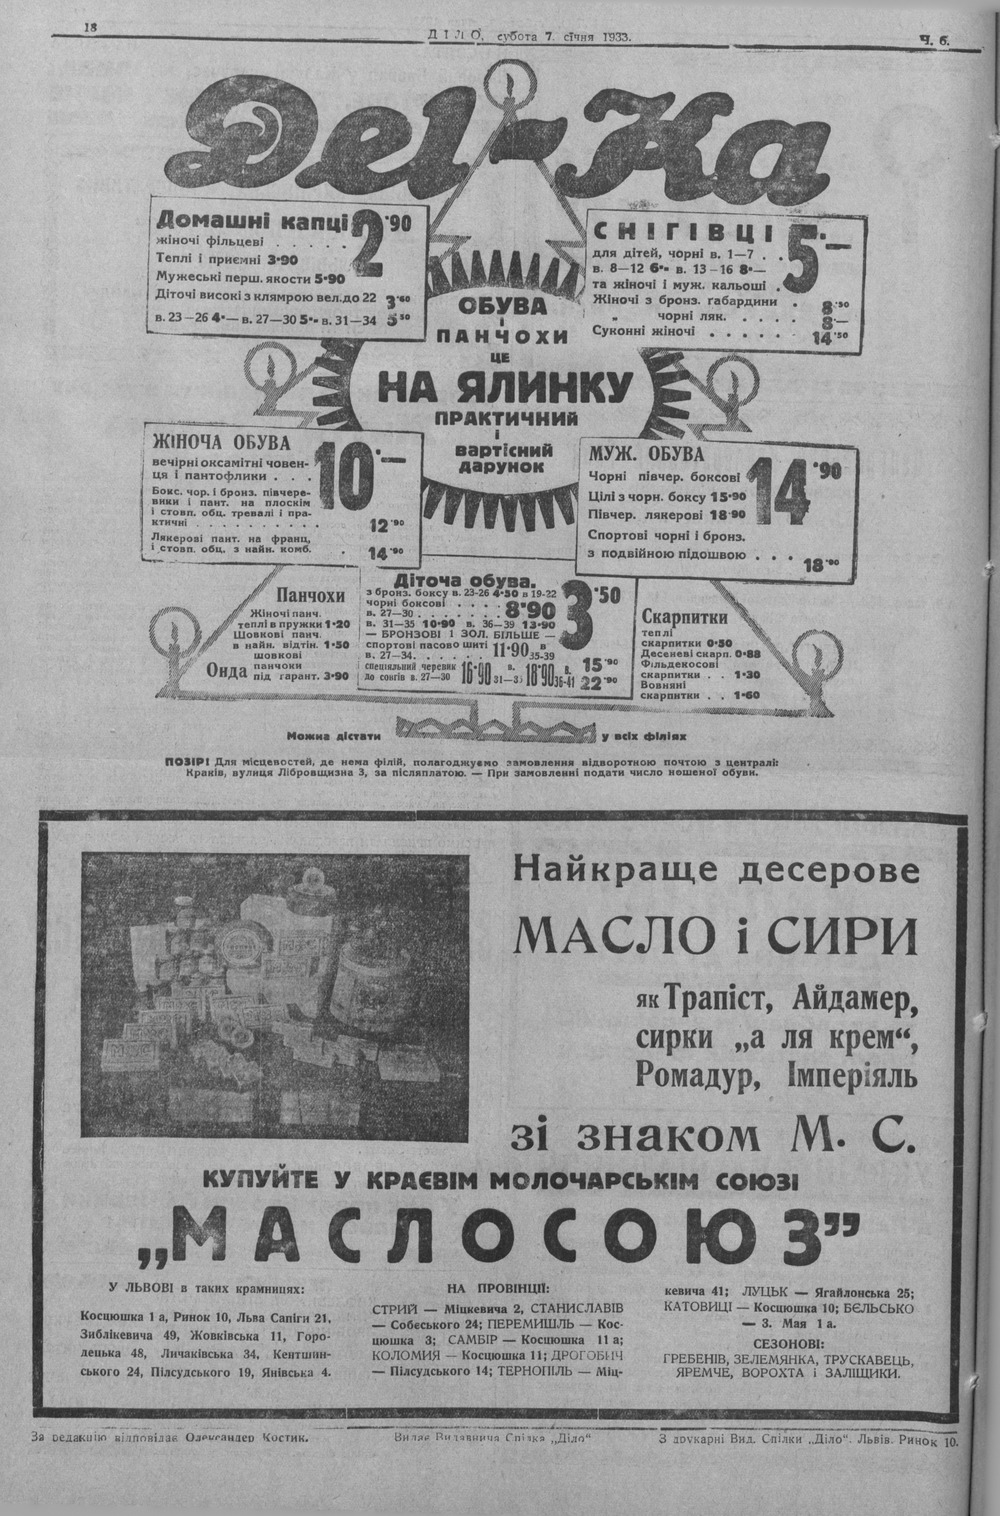 18
ДІЛО, субота 7. січня 1933.
Ч. 6.
Del-Ka
Домашні капці 2·90
жіночі фільцеві . . . . .
Теплі і приємні 3·90
Мужеські перш. якости 5·90
Діточі високі з клямрою вел. до 22 3·60
в. 23—26 4·— в. 27—30 5·- в. 31—34 5·50
СНІГІВЦІ 5·—
для дітей, чорні в. 1—7 . .
в. 8—12 6·- в. 13-16 8·—
та жіночі і муж. кальоші .
Жіночі з бронз. габардини . 8·50
„ чорні ляк. . . . . 8·—
Суконні жіночі . . . . . . 14·50
ОБУВА
і
ПАНЧОХИ
ЦЕ
НА ЯЛИНКУ
ПРАКТИЧНИЙ
і
вартісний
дарунок
ЖІНОЧА ОБУВА 10·—
вечірні оксамітні човен-
ця і пантофлики . . .
Бокс. чор. і бронз. півчере-
вики і пант. на плоскім
і стовп. обц. тревалі і пра-
ктичні . . . . . . . . . . 12·90
Лякерові пант. на франц.
і стовп. обц. з найн. комб. . 14·90
МУЖ. ОБУВА 14·90
Чорні півчер. боксові
Цілі з чорн. боксу 15·90
Півчер. лякерові 18·90
Спортові чорні і бронз.
з подвійною підошвою . . . 18·90
Панчохи
Жіночі панч.
теплі в пружки 1·20
Шовкові панч.
в найн. відтін. 1·50
шовкові
Онда панчохи
під гарант. 3·90
Діточа обува. 3·50
з бронз. боксу в. 23-26 4·50 в 19-22
чорні боксові . . . .
в. 27—30 . . . . . . . 8·90
в. 31—35 10·90 в. 36—39 13·90
— БРОНЗОВІ І ЗОЛ. БІЛЬШЕ —
спортові пасово шиті 11·90 в
в. 27—34. . . . . . 35-39 15·90
спеціяльний черевик 16·90 в. 18·90 в.
до сонгів в. 27—30 31—35 36-41 22·90
Скарпитки
теплі
скарпитки 0·50
Десеневі скарп. 0·88
Фільдекосові
скарпитки . . 1·30
Вовняні
скарпитки . . 1·60
Можна дістати у всіх філіях
ПОЗІР! Для місцевостей, де нема філій, полагоджуємо замовлення відворотною почтою з централі:
Краків, вулиця Лібровщизна 3, за післяплатою. — При замовленні подати число ношеної обуви.
Найкраще десерове
МАСЛО і СИРИ
як Трапіст, Айдамер,
сирки „а ля крем“,
Ромадур, Імперіяль
зі знаком М. С.
КУПУЙТЕ У КРАЄВІМ МОЛОЧАРСЬКІМ СОЮЗІ
„МАСЛОСОЮЗ”
У ЛЬВОВІ в таких крамницях:
Косцюшка 1 а, Ринок 10, Льва Сапіги 21,
Зиблікевича 49, Жовківська 11, Горо-
децька 48, Личаківська 34, Кентшин-
ського 24, Пілсудського 19, Янівська 4.
НА ПРОВІНЦІЇ:
СТРИЙ — Міцкевича 2, СТАНИСЛАВІВ
— Собеського 24; ПЕРЕМИШЛЬ — Кос-
цюшка 3; САМБІР — Косцюшка 11 а;
КОЛОМИЯ — Косцюшка 11; ДРОГОБИЧ
— Пілсудського 14; ТЕРНОПІЛЬ — Міц-
кевича 41; ЛУЦЬК — Ягайлонська 25;
КАТОВИЦІ — Косцюшка 10; БЕЛЬСЬКО
— 3. Мая 1 а.
СЕЗОНОВІ:
ГРЕБЕНІВ, ЗЕЛЕМЯНКА, ТРУСКАВЕЦЬ,
ЯРЕМЧЕ, ВОРОХТА і ЗАЛІЩИКИ.
За редакцію відповідає Олександер Костик.
Видає Видавнича Спілка „Діло“
З друкарні Вид. Спілки „Діло“. Львів. Ринок 10.